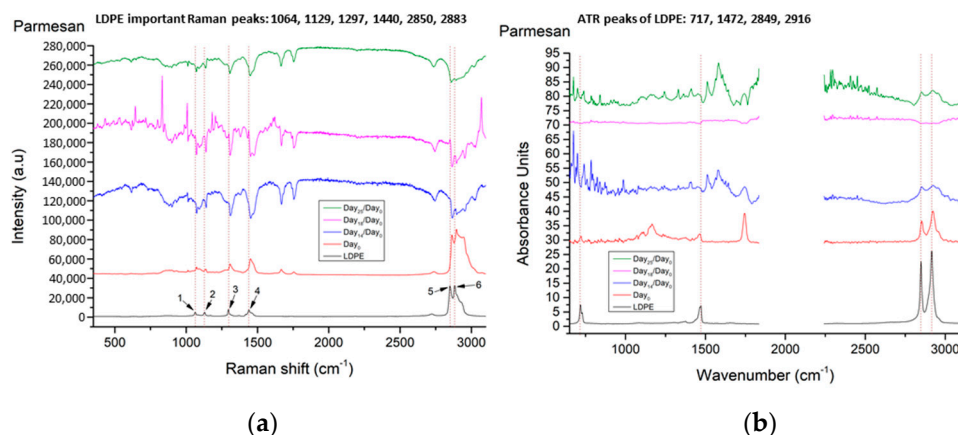 LDPE important Raman peaks: 1064, 1129, 1297, 1440, 2850, 2883
Parmesan
280,000
260,000
240,000
220,000
200,000
180,000
160,000
140,000
120,000
100,000
80,000
60,000
40,000
20,000
0
Intensity (a.u)
Day25/Day0
Day18/Day0
Day14/Day0
Day0
LDPE
1
2
3
4
5
6
500
1000
1500
2000
2500
3000
Raman shift (cm-1)
(a)
ATR peaks of LDPE: 717, 1472, 2849, 2916
Parmesan
95
90
85
80
75
70
65
60
55
50
45
40
35
30
25
20
15
10
5
0
Absorbance Units
Day25/Day0
Day18/Day0
Day14/Day0
Day0
LDPE
1000
1500
2000
2500
3000
Wavenumber (cm-1)
(b)